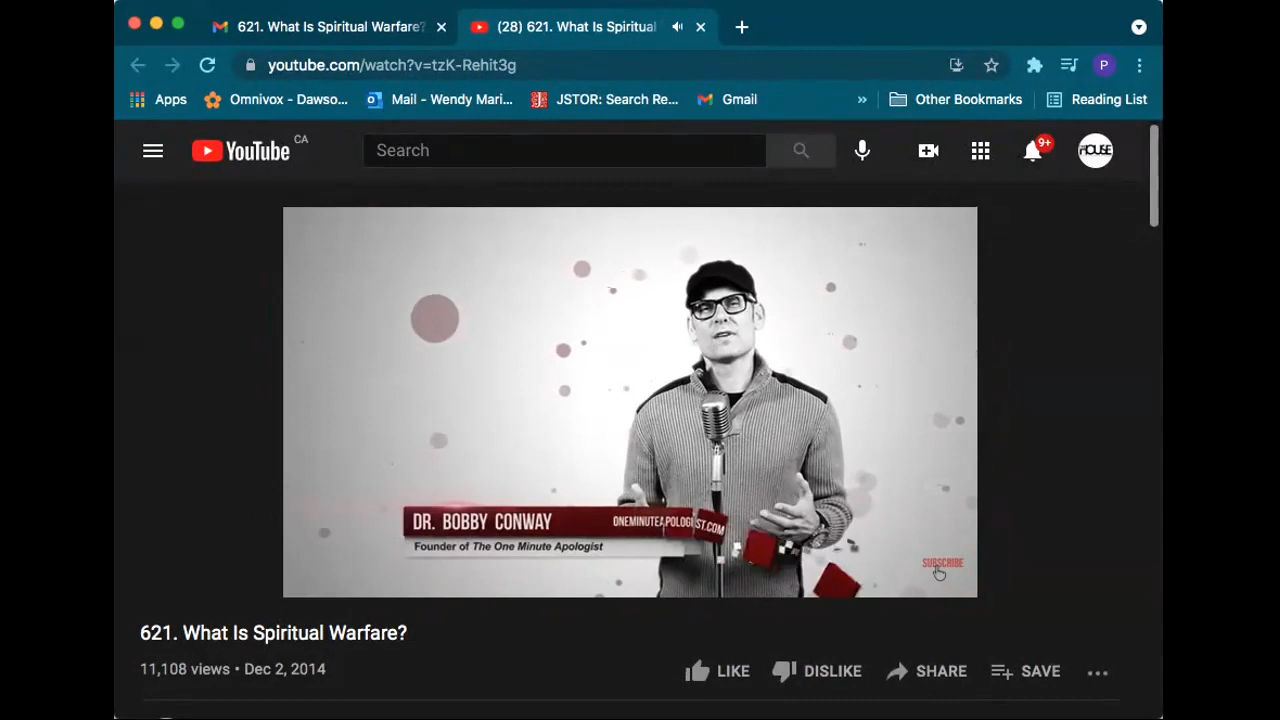 621. What Is Spiritual Warfare?
(28) 621. What Is Spiritual
youtube.com/watch?v=tzK-Rehit3g
P
Apps
Omnivox - Dawso...
Mail - Wendy Mari...
JSTOR: Search Re...
Gmail
»
Other Bookmarks
Reading List
YouTube CA
Search
9+
HOUSE
DR. BOBBY CONWAY
ONEMINUTEAPOLOGIST.COM
Founder of The One Minute Apologist
SUBSCRIBE
621. What Is Spiritual Warfare?
11,108 views • Dec 2, 2014
LIKE
DISLIKE
SHARE
SAVE